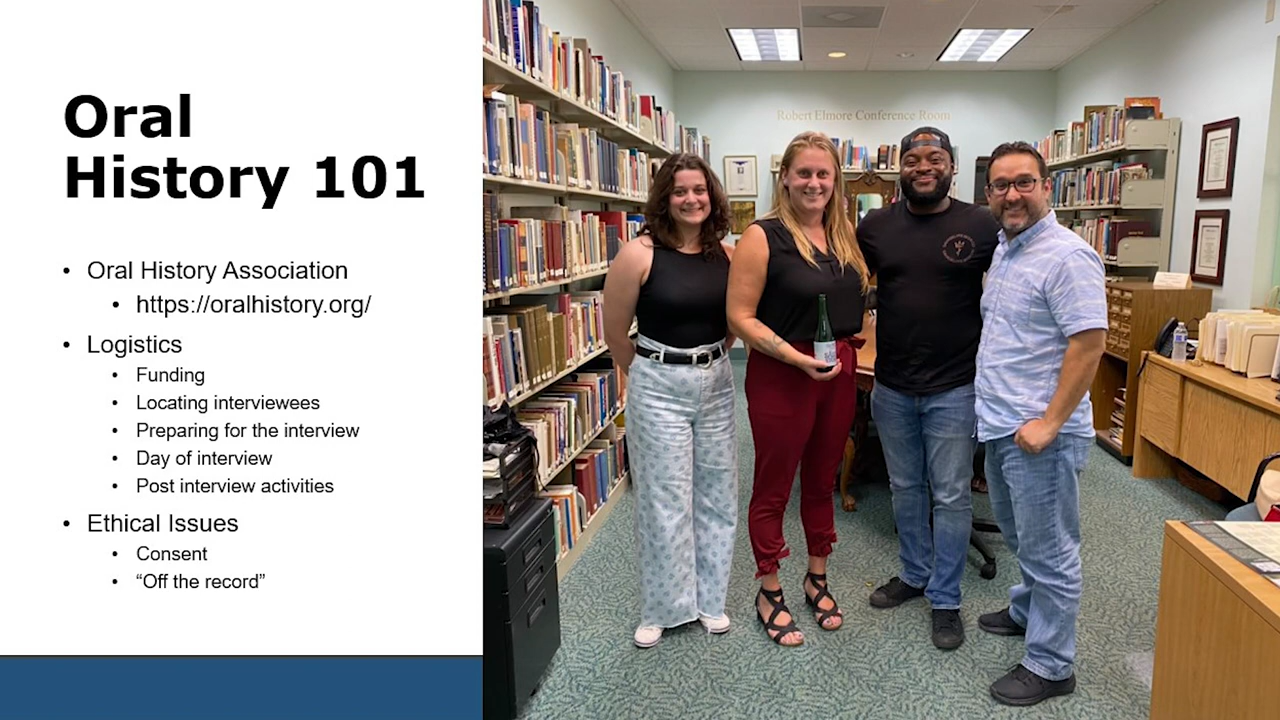 Oral
History 101
• Oral History Association
• https://oralhistory.org/
• Logistics
• Funding
• Locating interviewees
• Preparing for the interview
• Day of interview
• Post interview activities
• Ethical Issues
• Consent
• “Off the record”
Robert Elmore Conference Room